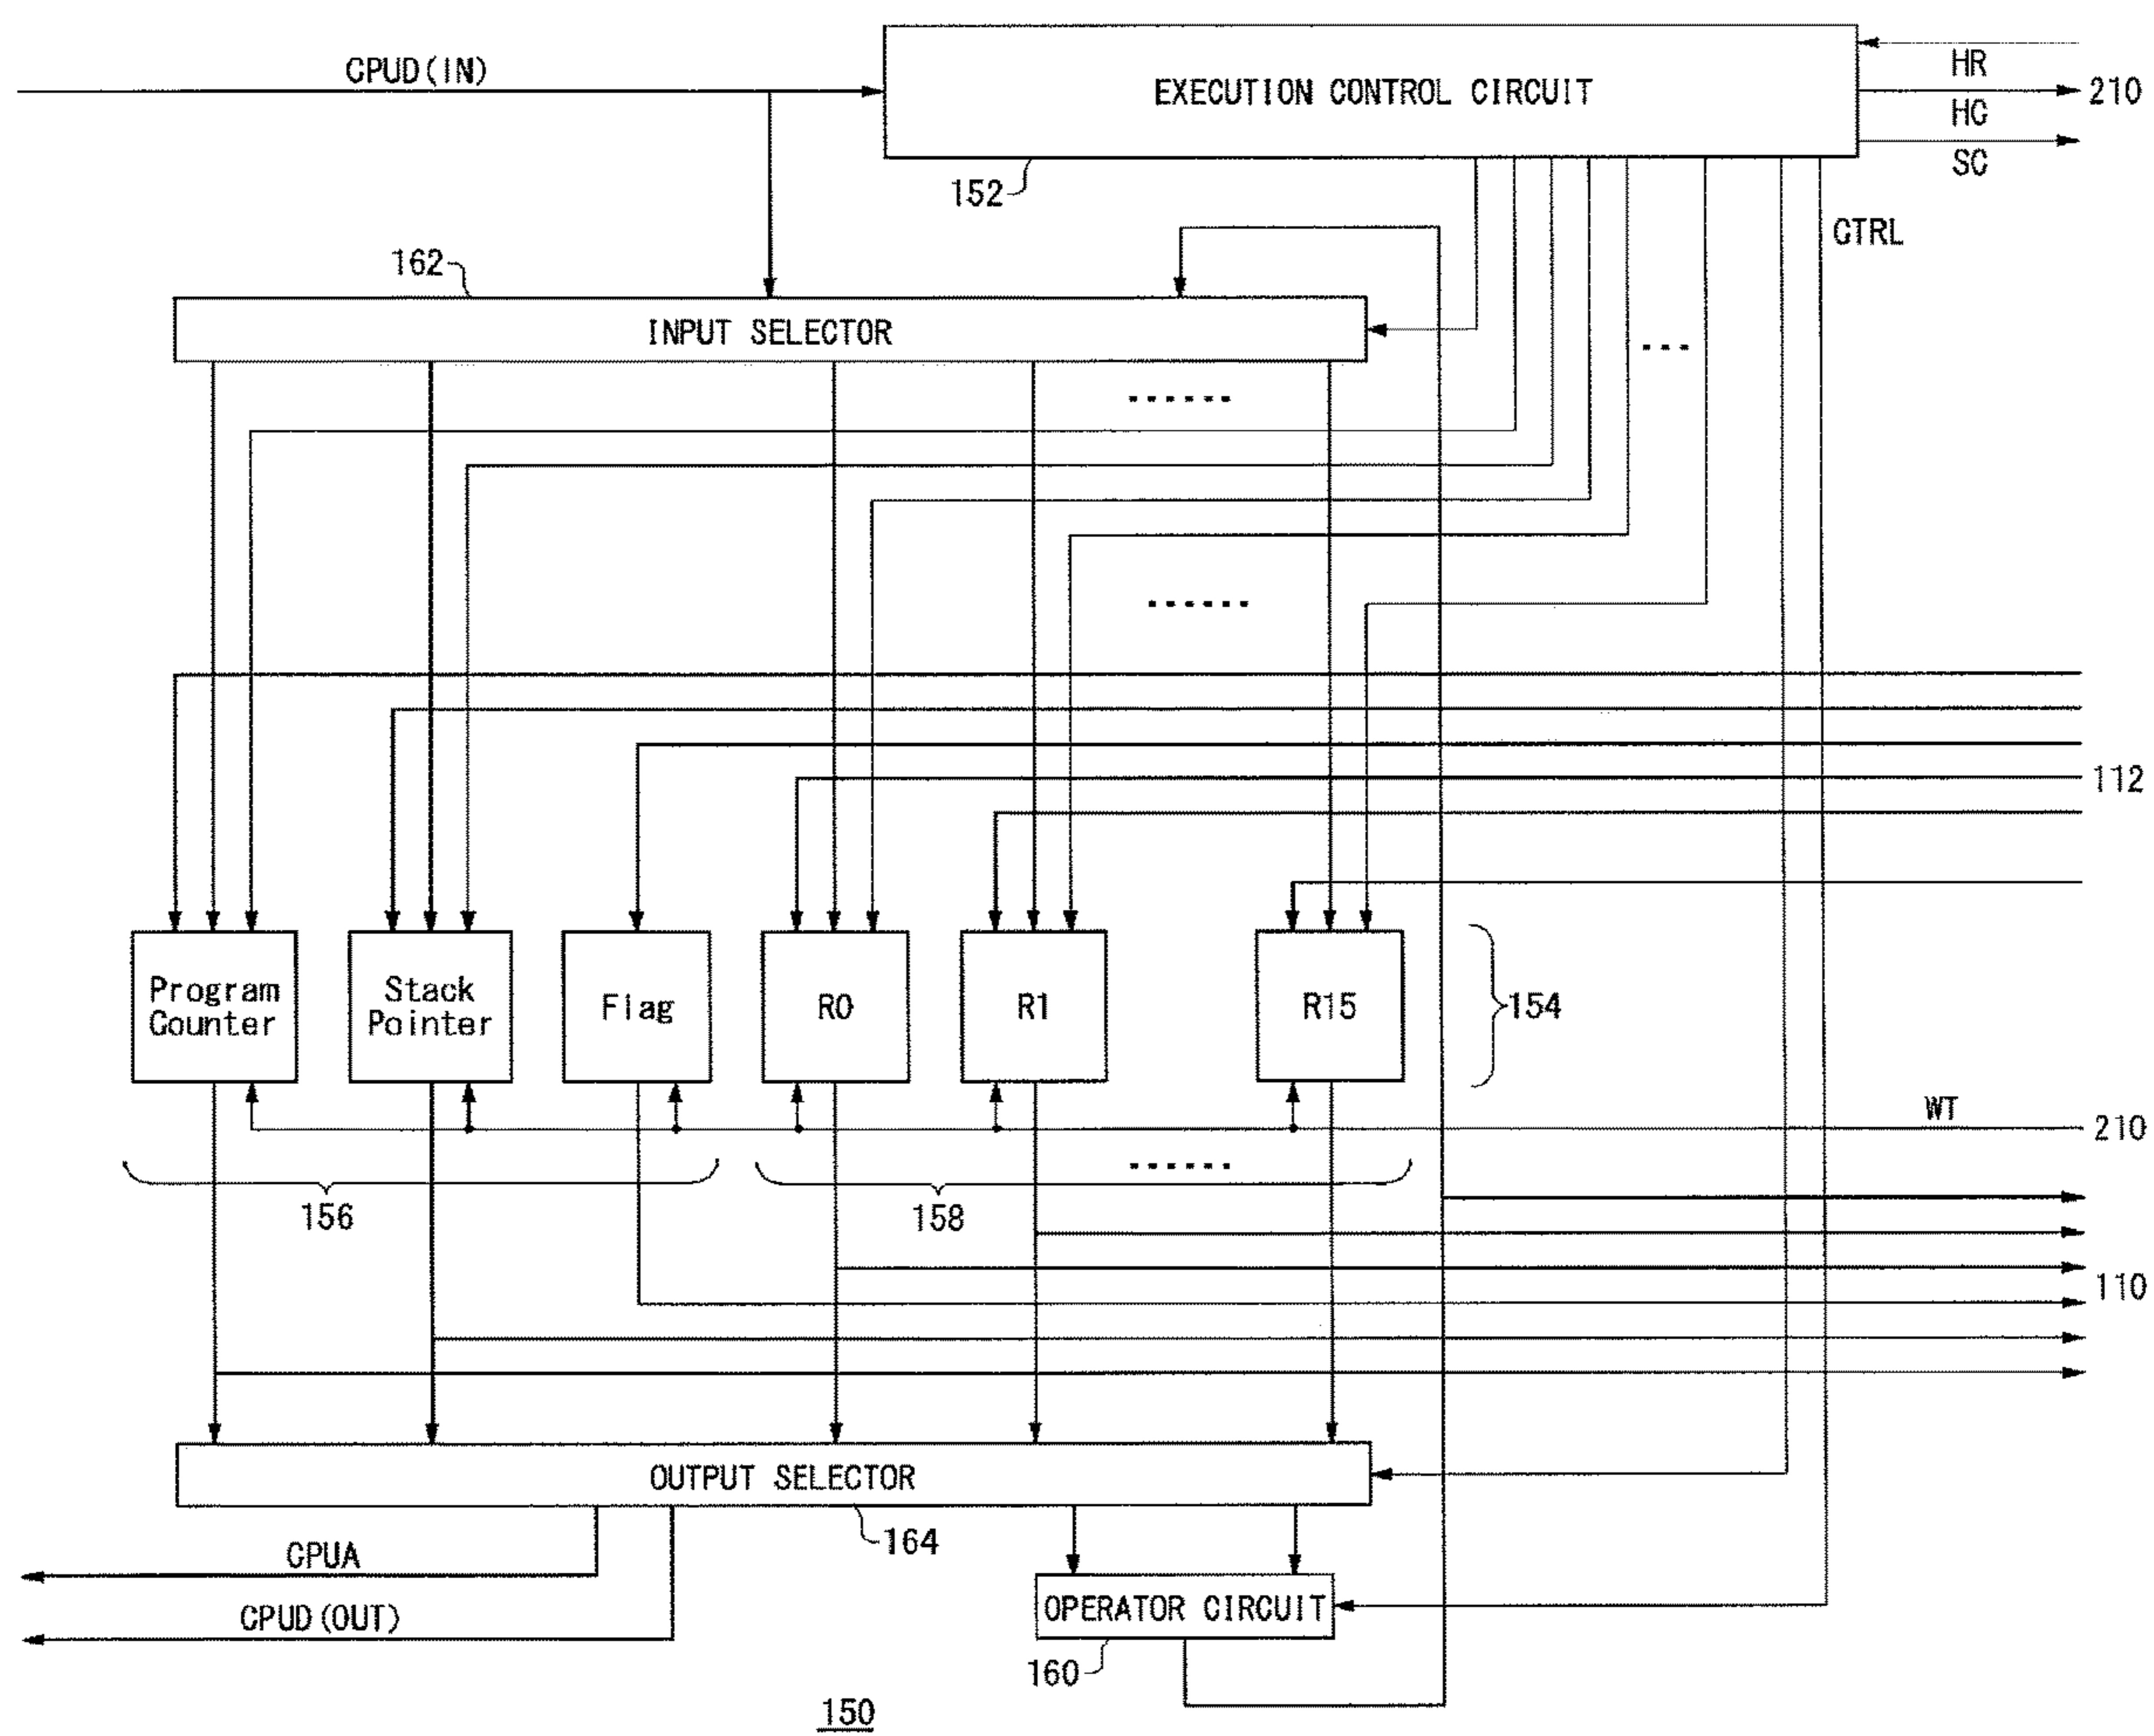 CPUD(IN)
EXECUTION CONTROL CIRCUIT
HR
210
HG
SC
152
CTRL
162
INPUT SELECTOR
...
......
......
112
Program
Counter
Stack
Pointer
Flag
R0
R1
R15
154
WT
210
......
156
158
110
OUTPUT SELECTOR
164
CPUA
CPUD(OUT)
OPERATOR CIRCUIT
160
150